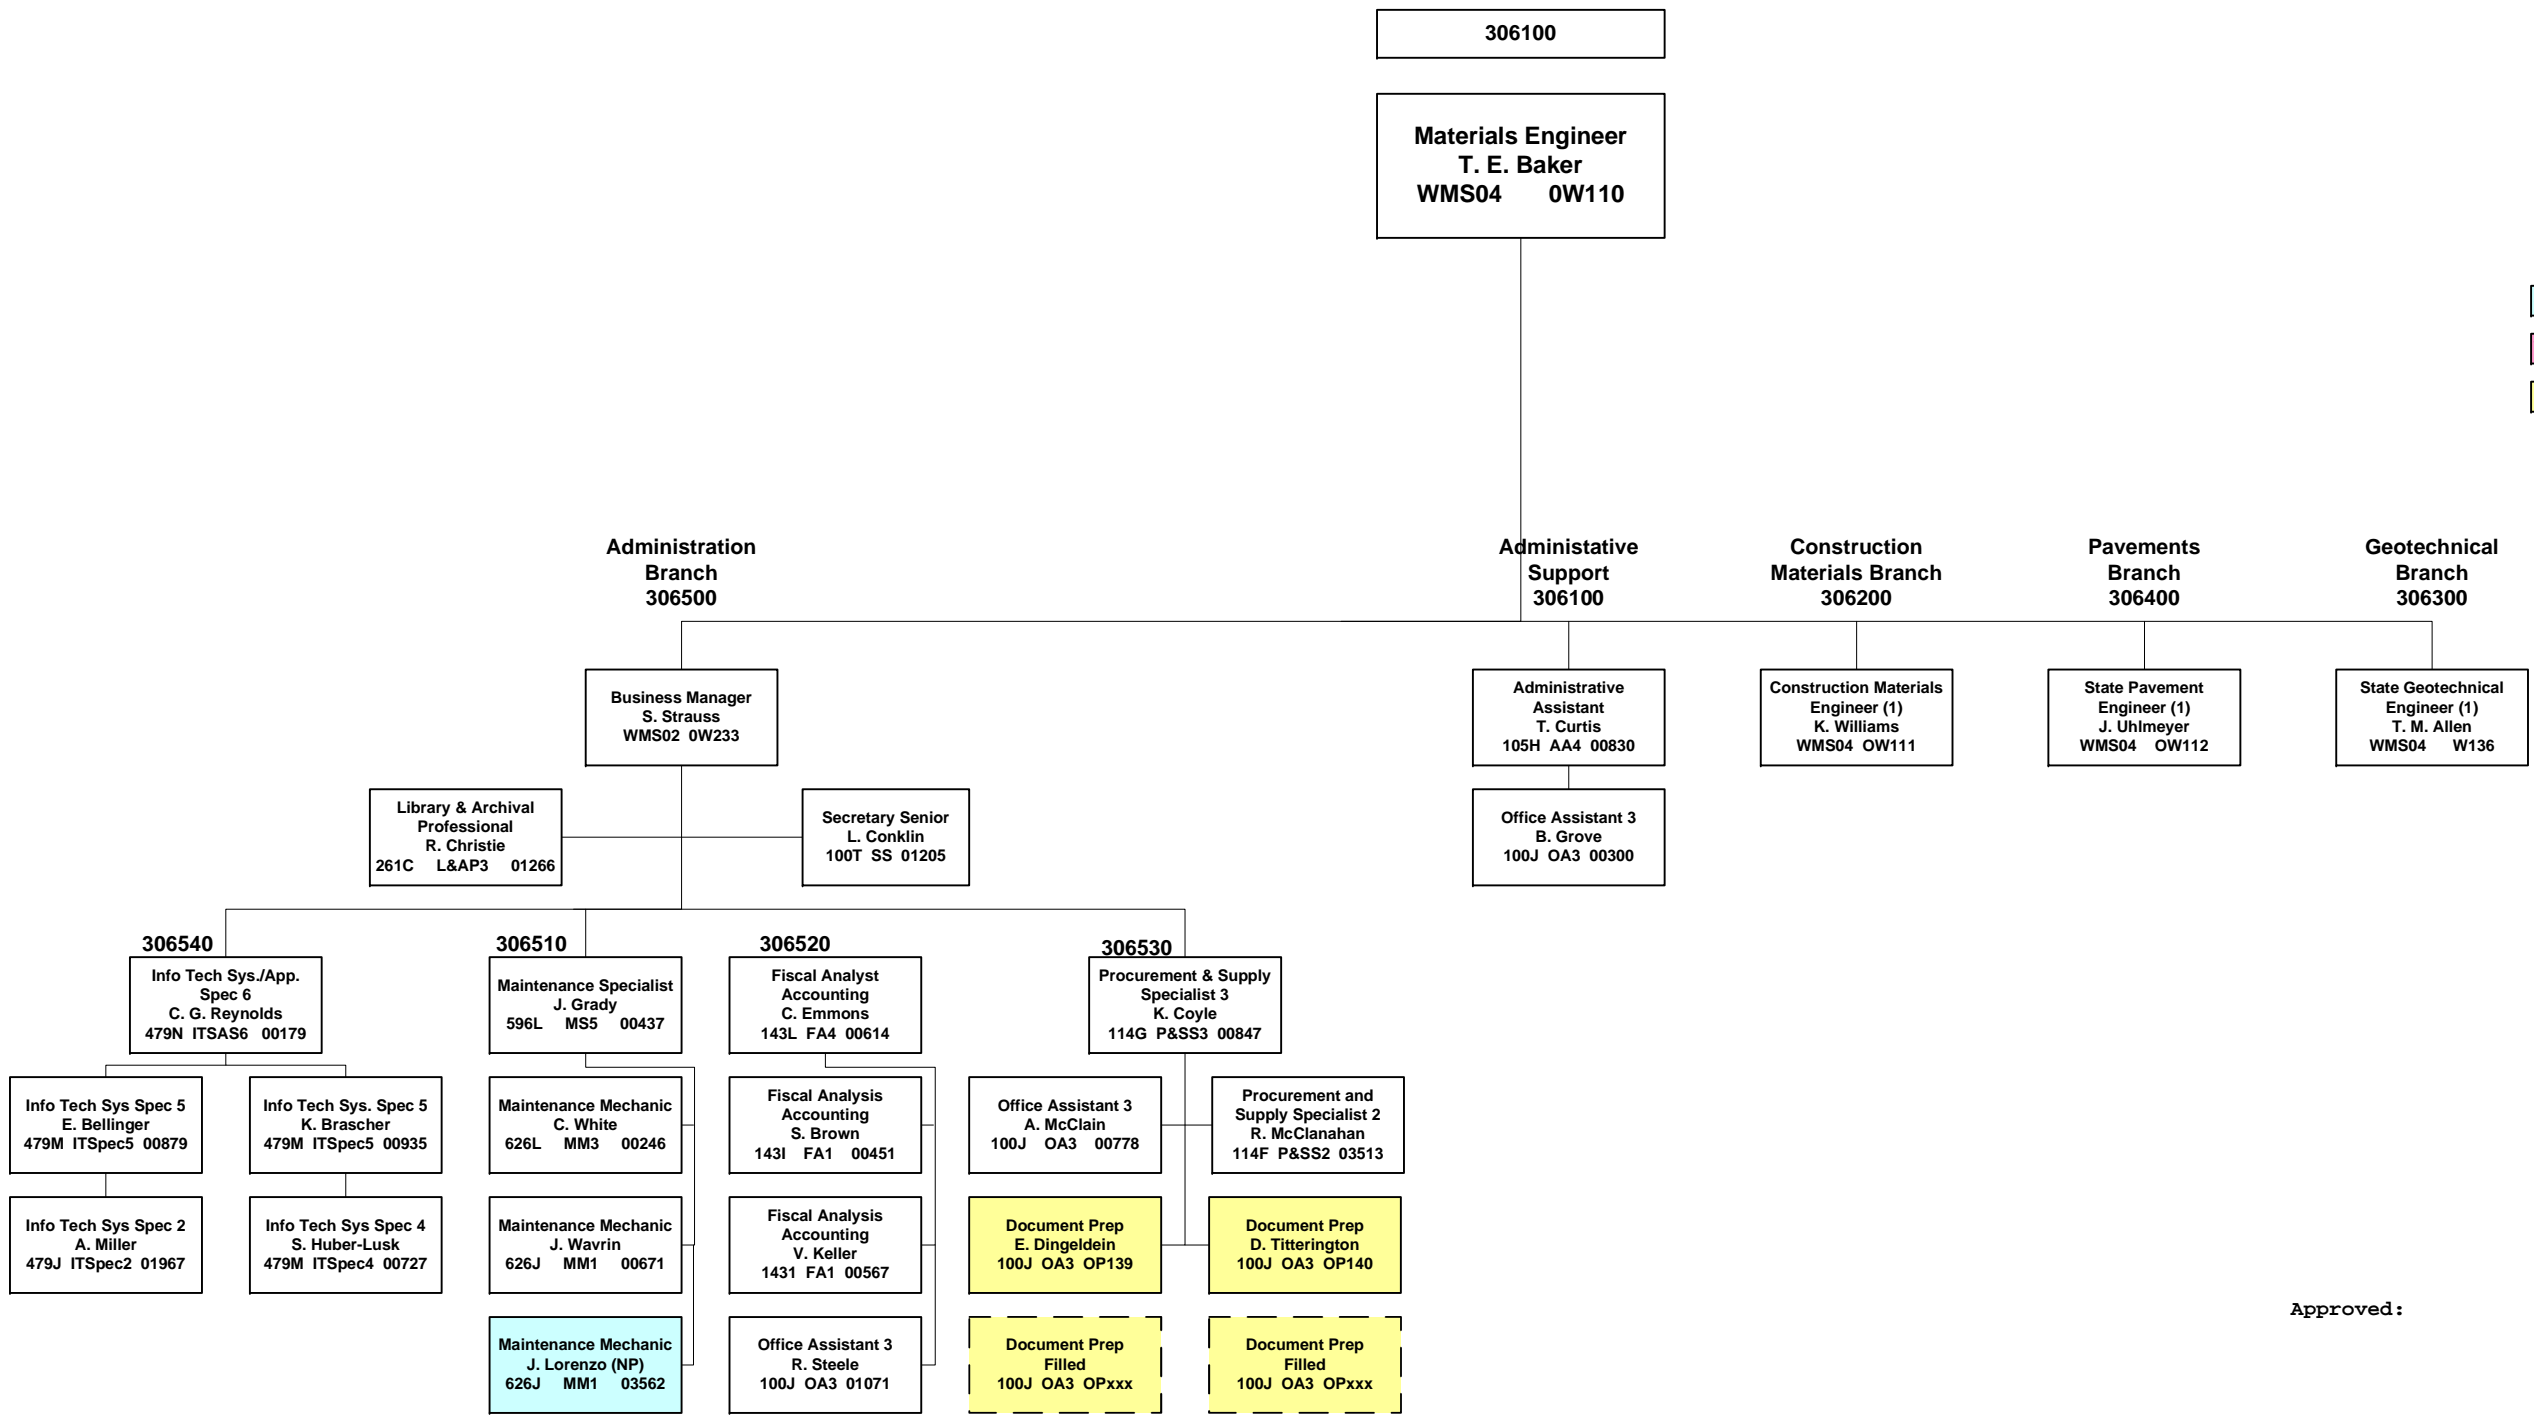 306100
Materials Engineer
T. E. Baker
WMS04 0W110
Administration
Branch
306500
Administative
Support
306100
Construction
Materials Branch
306200
Pavements
Branch
306400
Geotechnical
Branch
306300
Business Manager
S. Strauss
WMS02 0W233
Administrative
Assistant
T. Curtis
105H AA4 00830
Construction Materials
Engineer (1)
K. Williams
WMS04 OW111
State Pavement
Engineer (1)
J. Uhlmeyer
WMS04 OW112
State Geotechnical
Engineer (1)
T. M. Allen
WMS04 W136
Library & Archival
Professional
R. Christie
261C L&AP3 01266
Secretary Senior
L. Conklin
100T SS 01205
Office Assistant 3
B. Grove
100J OA3 00300
306540
Info Tech Sys./App.
Spec 6
C. G. Reynolds
479N ITSAS6 00179
306510
Maintenance Specialist
J. Grady
596L MS5 00437
306520
Fiscal Analyst
Accounting
C. Emmons
143L FA4 00614
306530
Procurement & Supply
Specialist 3
K. Coyle
114G P&SS3 00847
Info Tech Sys Spec 5
E. Bellinger
479M ITSpec5 00879
Info Tech Sys. Spec 5
K. Brascher
479M ITSpec5 00935
Maintenance Mechanic
C. White
626L MM3 00246
Fiscal Analysis
Accounting
S. Brown
143I FA1 00451
Office Assistant 3
A. McClain
100J OA3 00778
Procurement and
Supply Specialist 2
R. McClanahan
114F P&SS2 03513
Info Tech Sys Spec 2
A. Miller
479J ITSpec2 01967
Info Tech Sys Spec 4
S. Huber-Lusk
479M ITSpec4 00727
Maintenance Mechanic
J. Wavrin
626J MM1 00671
Fiscal Analysis
Accounting
V. Keller
1431 FA1 00567
Document Prep
E. Dingeldein
100J OA3 OP139
Document Prep
D. Titterington
100J OA3 OP140
Maintenance Mechanic
J. Lorenzo (NP)
626J MM1 03562
Office Assistant 3
R. Steele
100J OA3 01071
Document Prep
Filled
100J OA3 OPxxx
Document Prep
Filled
100J OA3 OPxxx
Approved: